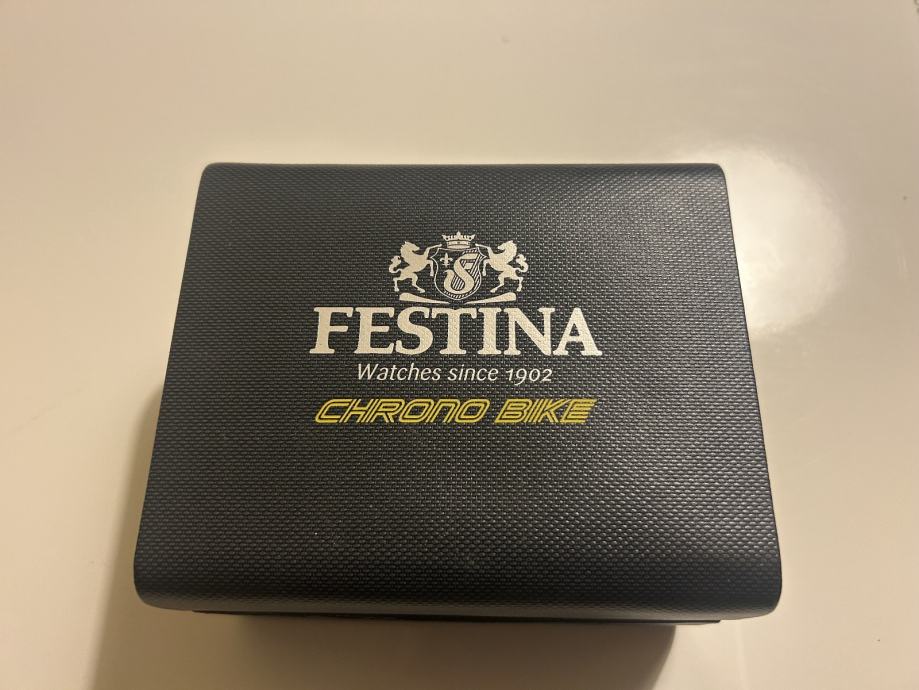 FESTINA
Watches since 1902
CHRONO BIKE